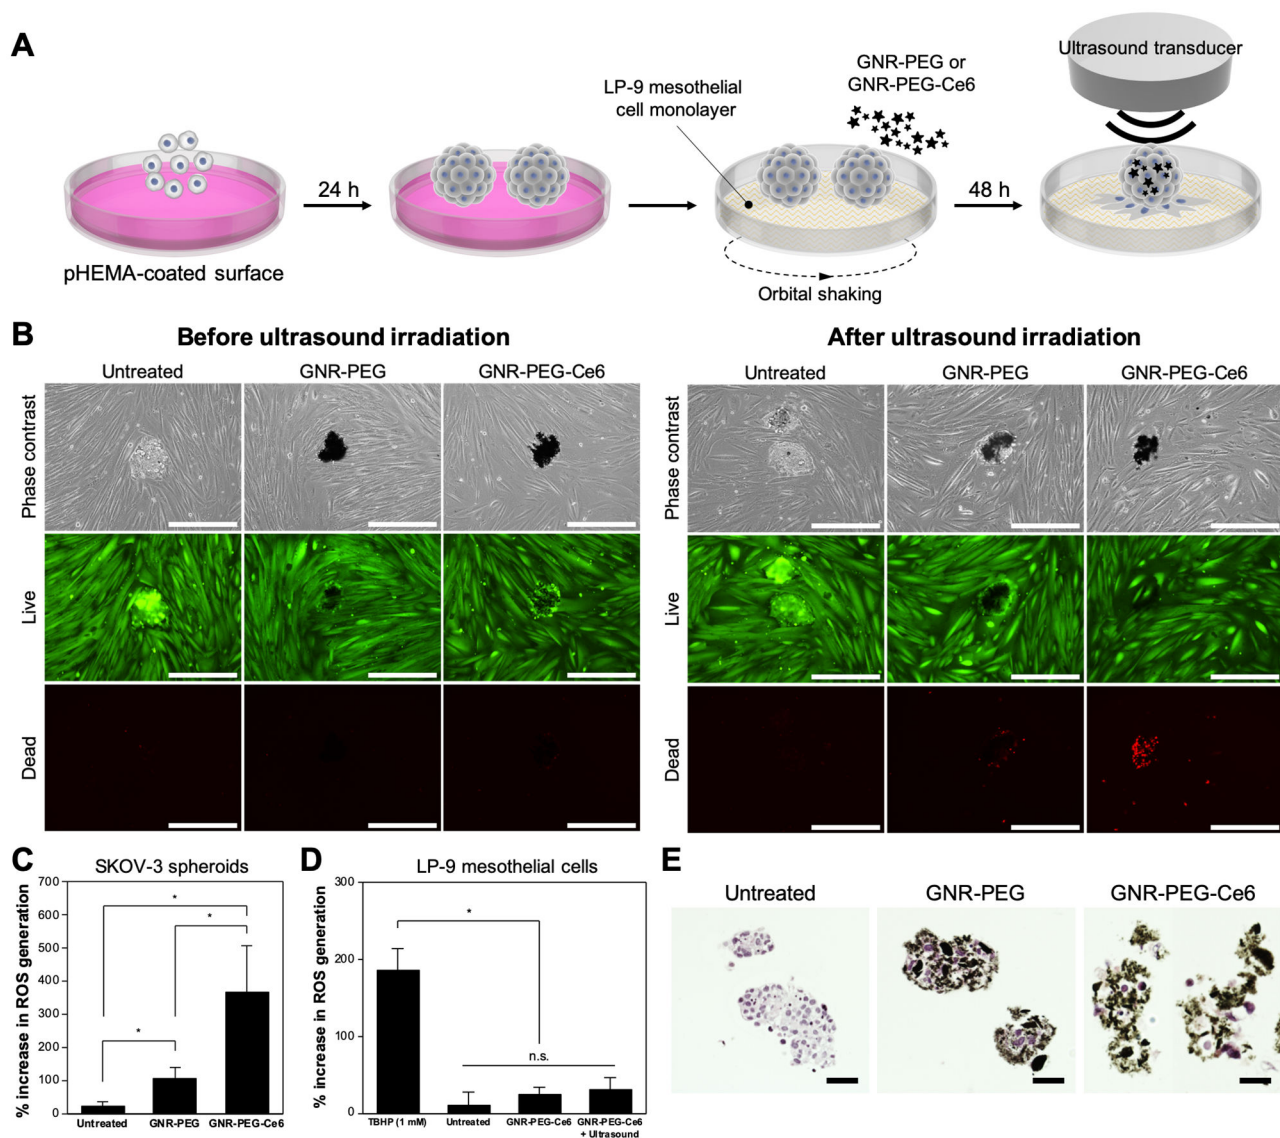 A
Ultrasound transducer
GNR-PEG or
GNR-PEG-Ce6
LP-9 mesothelial
cell monolayer
24 h
48 h
pHEMA-coated surface
Orbital shaking
B
Before ultrasound irradiation
After ultrasound irradiation
Untreated
GNR-PEG
GNR-PEG-Ce6
Untreated
GNR-PEG
GNR-PEG-Ce6
Phase contrast
Phase contrast
Live
Live
Dead
Dead
C
SKOV-3 spheroids
% increase in ROS generation
700
600
500
400
300
200
100
0
*
*
*
Untreated
GNR-PEG
GNR-PEG-Ce6
D
LP-9 mesothelial cells
% increase in ROS generation
300
200
100
0
*
n.s.
TBHP (1 mM)
Untreated
GNR-PEG-Ce6
GNR-PEG-Ce6
+ Ultrasound
E
Untreated
GNR-PEG
GNR-PEG-Ce6